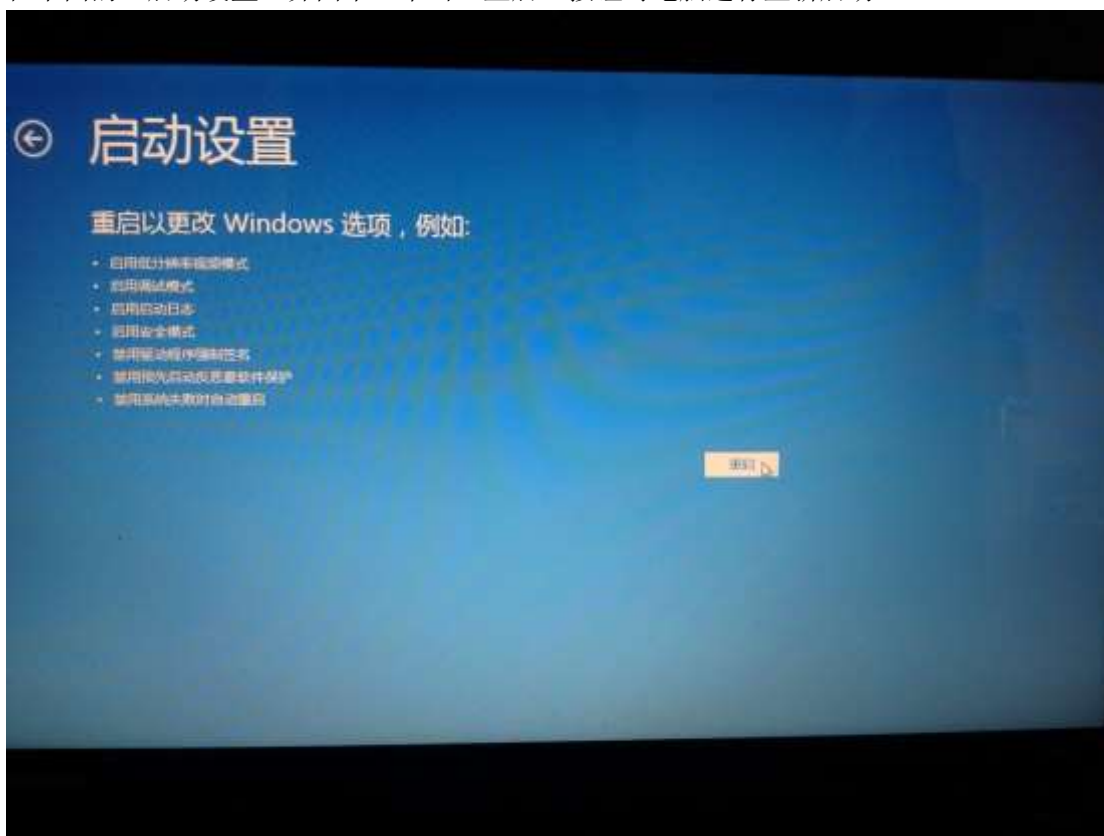 启动设置
重启以更改 Windows 选项，例如:
• 启用低分辨率视频模式
• 启用调试模式
• 启用启动日志
• 启用安全模式
• 禁用驱动程序强制签名
• 禁用预先启动反恶意软件保护
• 禁用系统失败时自动重启
重启